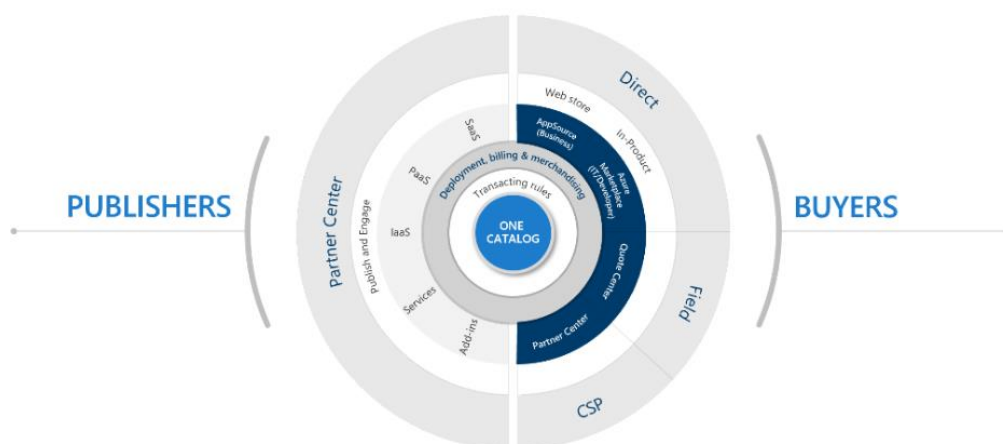 PUBLISHERS
Partner Center
Publish and Engage
SaaS
PaaS
IaaS
Services
Add-ins
Deployment, billing & merchandising
Transacting rules
ONE
CATALOG
AppSource
(Business)
Azure
Marketplace
(IT/Developer)
Quote Center
Partner Center
Web store
In-Product
Direct
Field
CSP
BUYERS